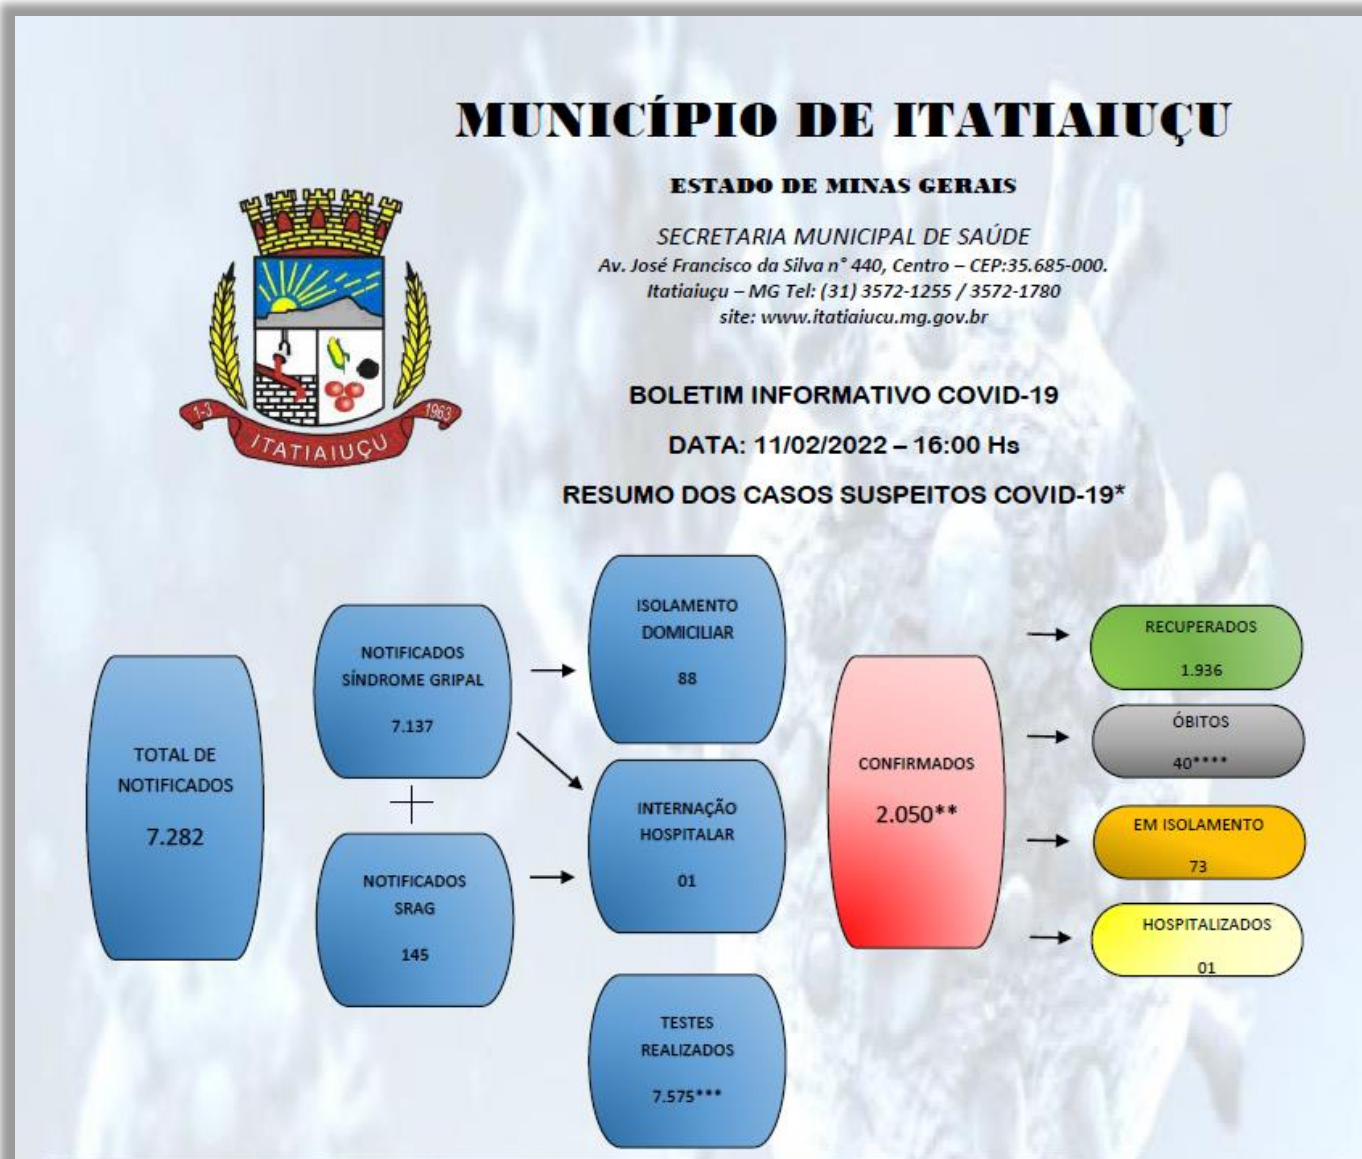 MUNICÍPIO DE ITATIAIUÇU
ESTADO DE MINAS GERAIS
SECRETARIA MUNICIPAL DE SAÚDE
Av. José Francisco da Silva n° 440, Centro – CEP:35.685-000.
Itatiaiuçu – MG Tel: (31) 3572-1255 / 3572-1780
site: www.itatiaiucu.mg.gov.br
1-3
1963
ITATIAIUÇU
BOLETIM INFORMATIVO COVID-19
DATA: 11/02/2022 – 16:00 Hs
RESUMO DOS CASOS SUSPEITOS COVID-19*
TOTAL DE
NOTIFICADOS
7.282
NOTIFICADOS
SÍNDROME GRIPAL
7.137
NOTIFICADOS
SRAG
145
ISOLAMENTO
DOMICILIAR
88
INTERNAÇÃO
HOSPITALAR
01
TESTES
REALIZADOS
7.575***
CONFIRMADOS
2.050**
RECUPERADOS
1.936
ÓBITOS
40****
EM ISOLAMENTO
73
HOSPITALIZADOS
01